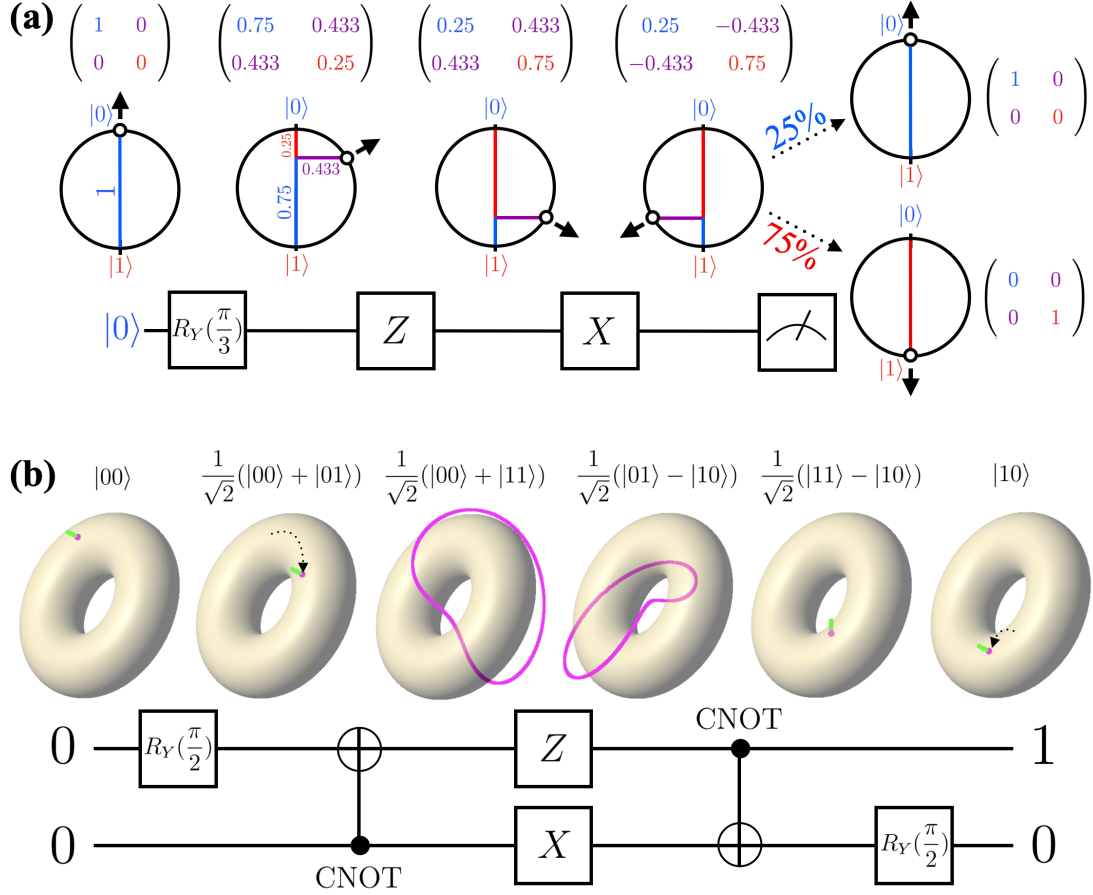 (a)
( 1 0 0 0 )
( 0.75 0.433 0.433 0.25 )
( 0.25 0.433 0.433 0.75 )
( 0.25 −0.433 −0.433 0.75 )
|0⟩
( 1 0 0 0 )
|0⟩ |0⟩ |0⟩ |0⟩
1
0.25
0.433
0.75
25%
75%
|1⟩
|0⟩
|1⟩ |1⟩ |1⟩ |1⟩
( 0 0 0 1 )
|0⟩ R_Y(π/3) Z X
|1⟩
(b)
|00⟩ 1/√2(|00⟩ + |01⟩) 1/√2(|00⟩ + |11⟩) 1/√2(|01⟩ − |10⟩) 1/√2(|11⟩ − |10⟩) |10⟩
CNOT
0 R_Y(π/2) Z 1
0 X R_Y(π/2) 0
CNOT